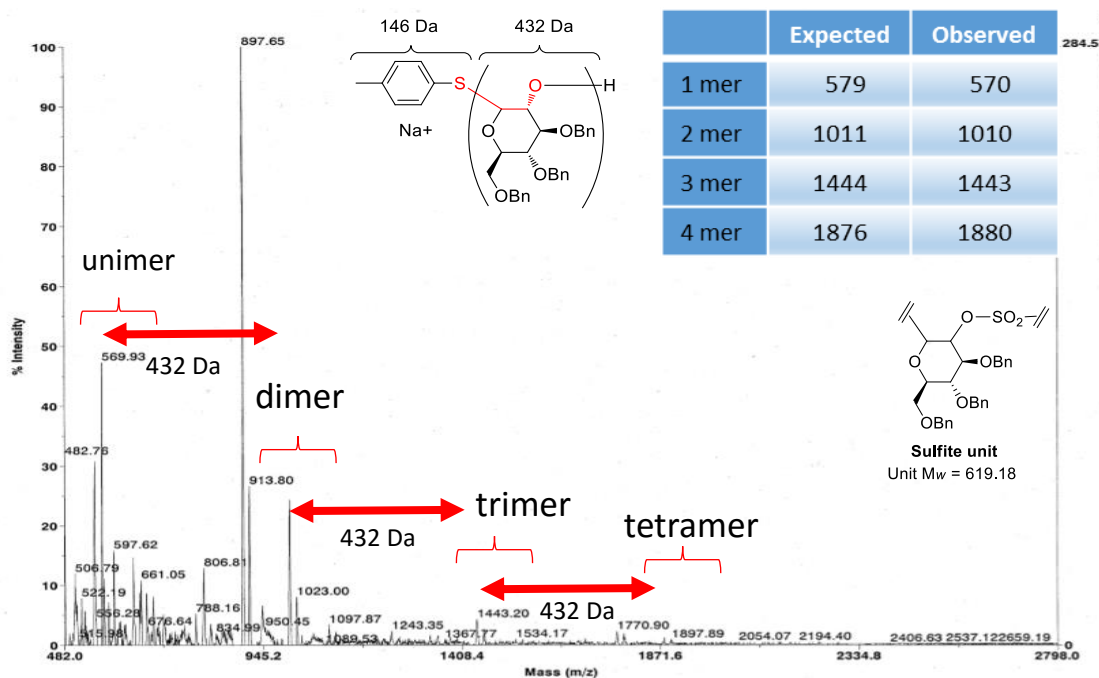 146 Da
432 Da
S
O
H
Na+
O
OBn
OBn
OBn
Expected Observed
1 mer 579 570
2 mer 1011 1010
3 mer 1444 1443
4 mer 1876 1880
284.5
897.65
100
90
80
70
60
50
40
30
20
10
0
% Intensity
unimer
432 Da
569.93
dimer
482.76
913.80
432 Da
trimer
tetramer
432 Da
O
SO2
O
OBn
OBn
OBn
Sulfite unit
Unit Mw = 619.18
597.62
506.79
661.05
806.81
522.19
556.28
515.98
676.64
788.16
834.99
950.45
1023.00
1097.87
1089.53
1243.35
1367.77
1443.20
1534.17
1770.90
1897.89
2054.07
2194.40
2406.63
2537.12
2659.19
0
482.0
945.2
1408.4
1871.6
2334.8
2798.0
Mass (m/z)